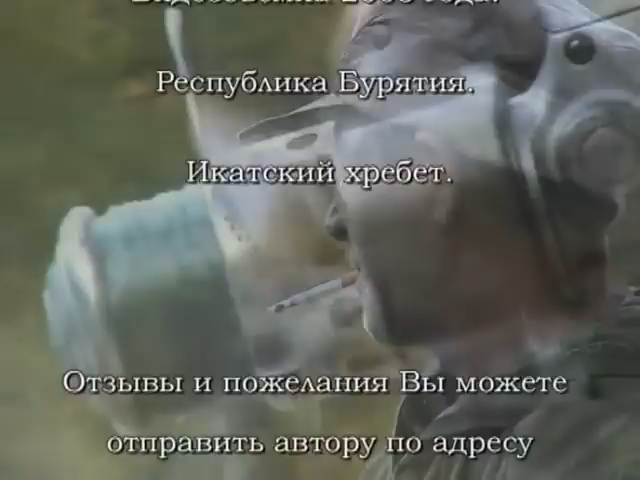 Республика Бурятия.
Икатский хребет.
Отзывы и пожелания Вы можете
отправить автору по адресу